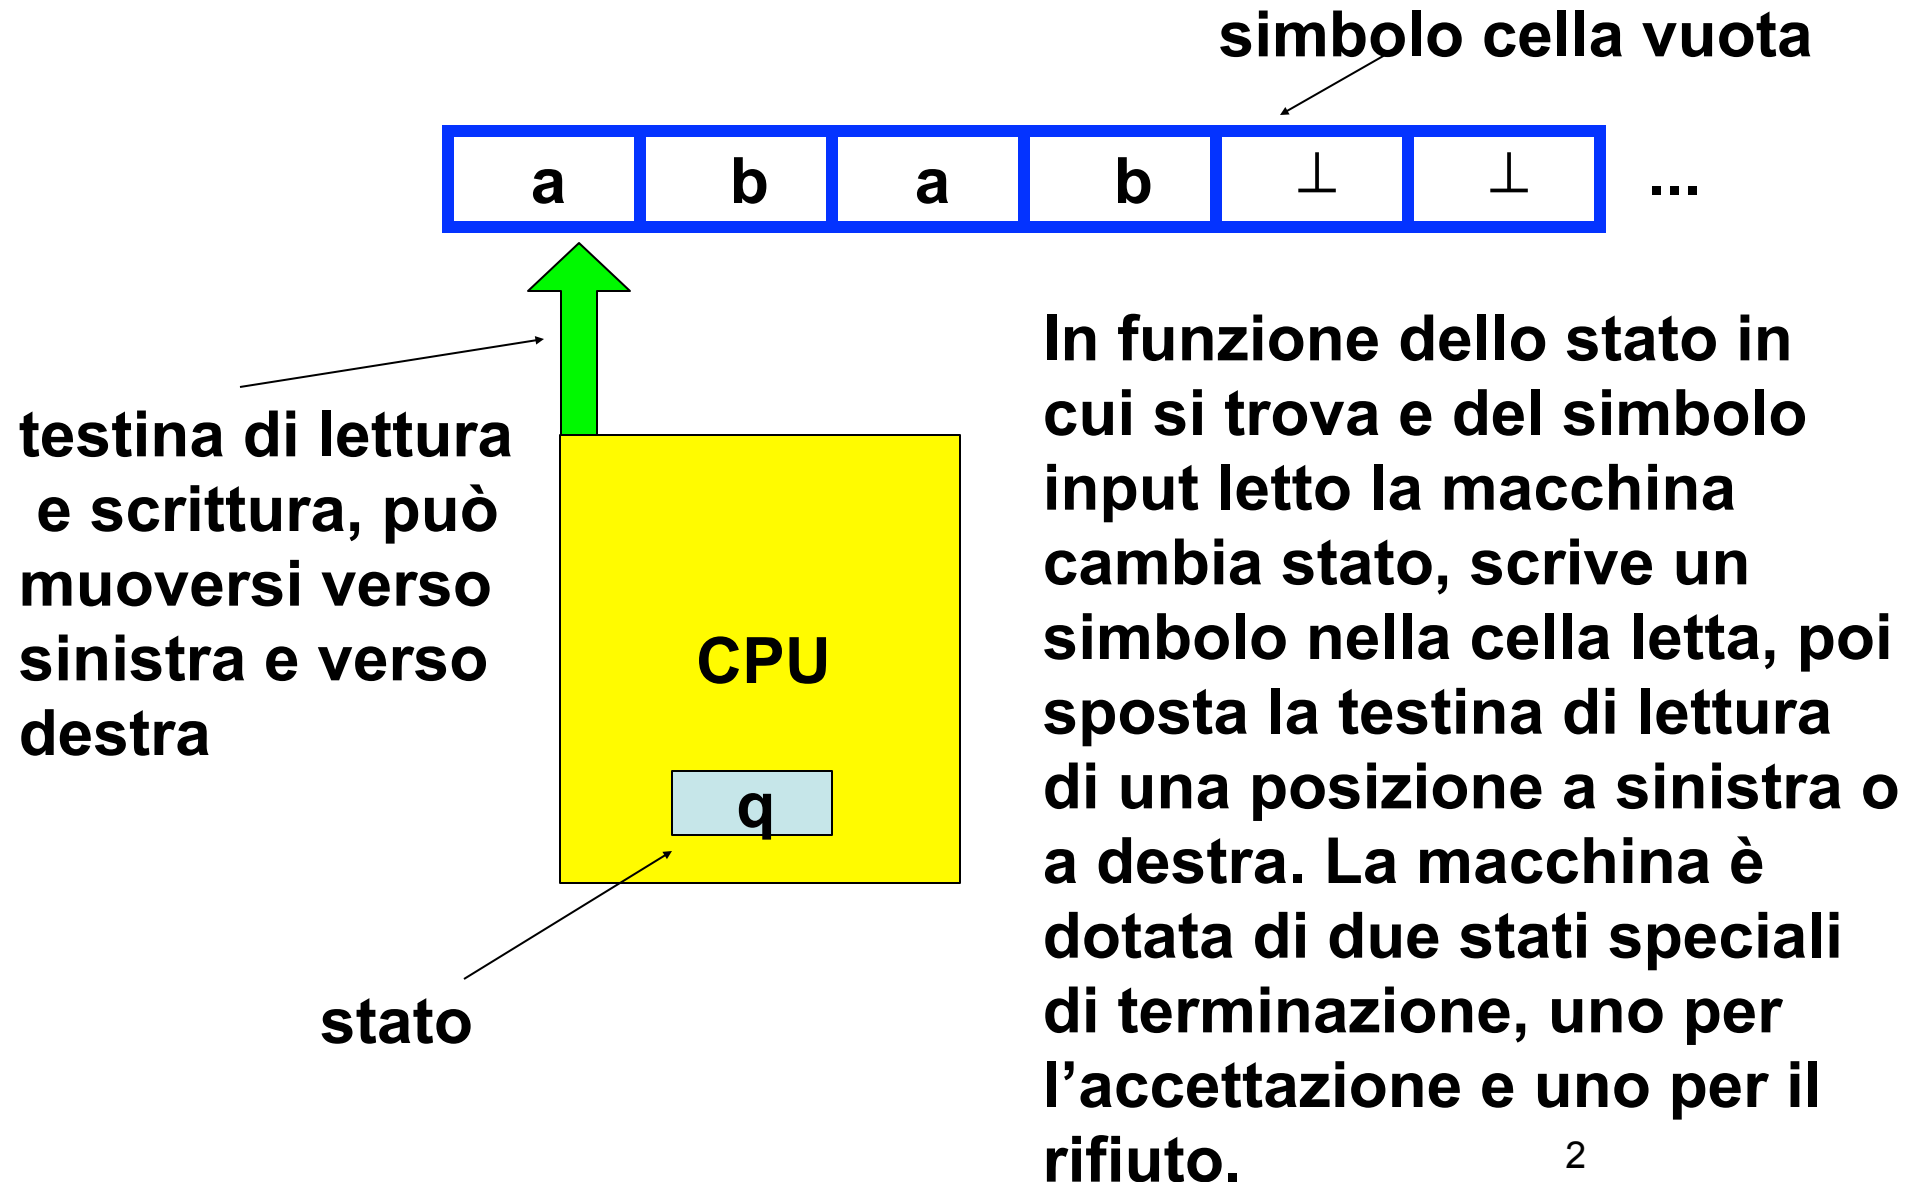 simbolo cella vuota
a b a b ⊥ ⊥ ...
testina di lettura
e scrittura, può
muoversi verso
sinistra e verso
destra
CPU
q
stato
In funzione dello stato in
cui si trova e del simbolo
input letto la macchina
cambia stato, scrive un
simbolo nella cella letta, poi
sposta la testina di lettura
di una posizione a sinistra o
a destra. La macchina è
dotata di due stati speciali
di terminazione, uno per
l’accettazione e uno per il
rifiuto.
2